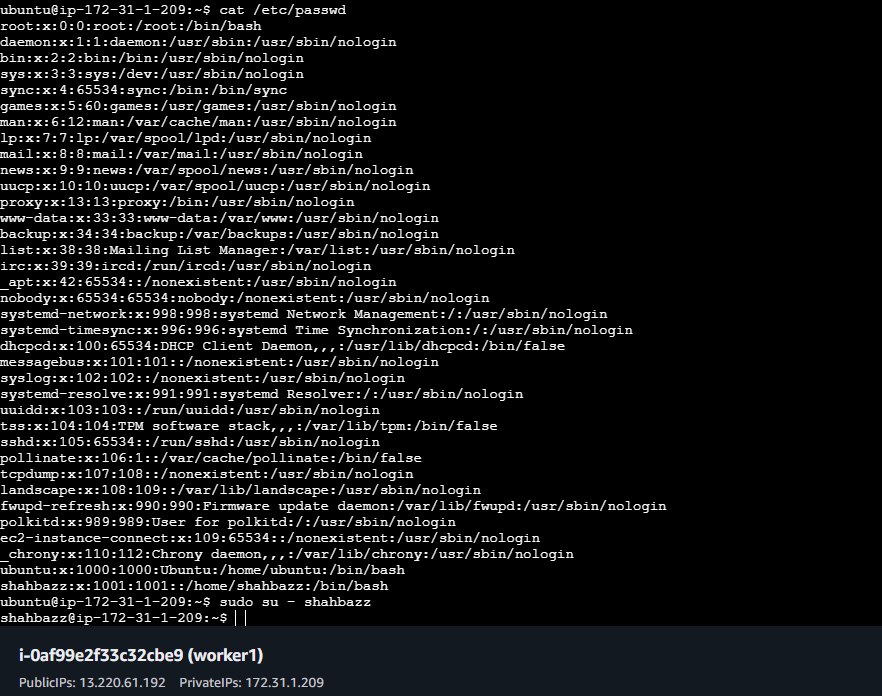 ubuntu@ip-172-31-1-209:~$ cat /etc/passwd
root:x:0:0:root:/root:/bin/bash
daemon:x:1:1:daemon:/usr/sbin:/usr/sbin/nologin
bin:x:2:2:bin:/bin:/usr/sbin/nologin
sys:x:3:3:sys:/dev:/usr/sbin/nologin
sync:x:4:65534:sync:/bin:/bin/sync
games:x:5:60:games:/usr/games:/usr/sbin/nologin
man:x:6:12:man:/var/cache/man:/usr/sbin/nologin
lp:x:7:7:lp:/var/spool/lpd:/usr/sbin/nologin
mail:x:8:8:mail:/var/mail:/usr/sbin/nologin
news:x:9:9:news:/var/spool/news:/usr/sbin/nologin
uucp:x:10:10:uucp:/var/spool/uucp:/usr/sbin/nologin
proxy:x:13:13:proxy:/bin:/usr/sbin/nologin
www-data:x:33:33:www-data:/var/www:/usr/sbin/nologin
backup:x:34:34:backup:/var/backups:/usr/sbin/nologin
list:x:38:38:Mailing List Manager:/var/list:/usr/sbin/nologin
irc:x:39:39:ircd:/run/ircd:/usr/sbin/nologin
_apt:x:42:65534::/nonexistent:/usr/sbin/nologin
nobody:x:65534:65534:nobody:/nonexistent:/usr/sbin/nologin
systemd-network:x:998:998:systemd Network Management:/:/usr/sbin/nologin
systemd-timesync:x:996:996:systemd Time Synchronization:/:/usr/sbin/nologin
dhcpcd:x:100:65534:DHCP Client Daemon,,,:/usr/lib/dhcpcd:/bin/false
messagebus:x:101:101::/nonexistent:/usr/sbin/nologin
syslog:x:102:102::/nonexistent:/usr/sbin/nologin
systemd-resolve:x:991:991:systemd Resolver:/:/usr/sbin/nologin
uuidd:x:103:103::/run/uuidd:/usr/sbin/nologin
tss:x:104:104:TPM software stack,,,:/var/lib/tpm:/bin/false
sshd:x:105:65534::/run/sshd:/usr/sbin/nologin
pollinate:x:106:1::/var/cache/pollinate:/bin/false
tcpdump:x:107:108::/nonexistent:/usr/sbin/nologin
landscape:x:108:109::/var/lib/landscape:/usr/sbin/nologin
fwupd-refresh:x:990:990:Firmware update daemon:/var/lib/fwupd:/usr/sbin/nologin
polkitd:x:989:989:User for polkitd:/:/usr/sbin/nologin
ec2-instance-connect:x:109:65534::/nonexistent:/usr/sbin/nologin
_chrony:x:110:112:Chrony daemon,,,:/var/lib/chrony:/usr/sbin/nologin
ubuntu:x:1000:1000:Ubuntu:/home/ubuntu:/bin/bash
shahbazz:x:1001:1001::/home/shahbazz:/bin/bash
ubuntu@ip-172-31-1-209:~$ sudo su - shahbazz
shahbazz@ip-172-31-1-209:~$
i-0af99e2f33c32cbe9 (worker1)
PublicIPs: 13.220.61.192 PrivateIPs: 172.31.1.209